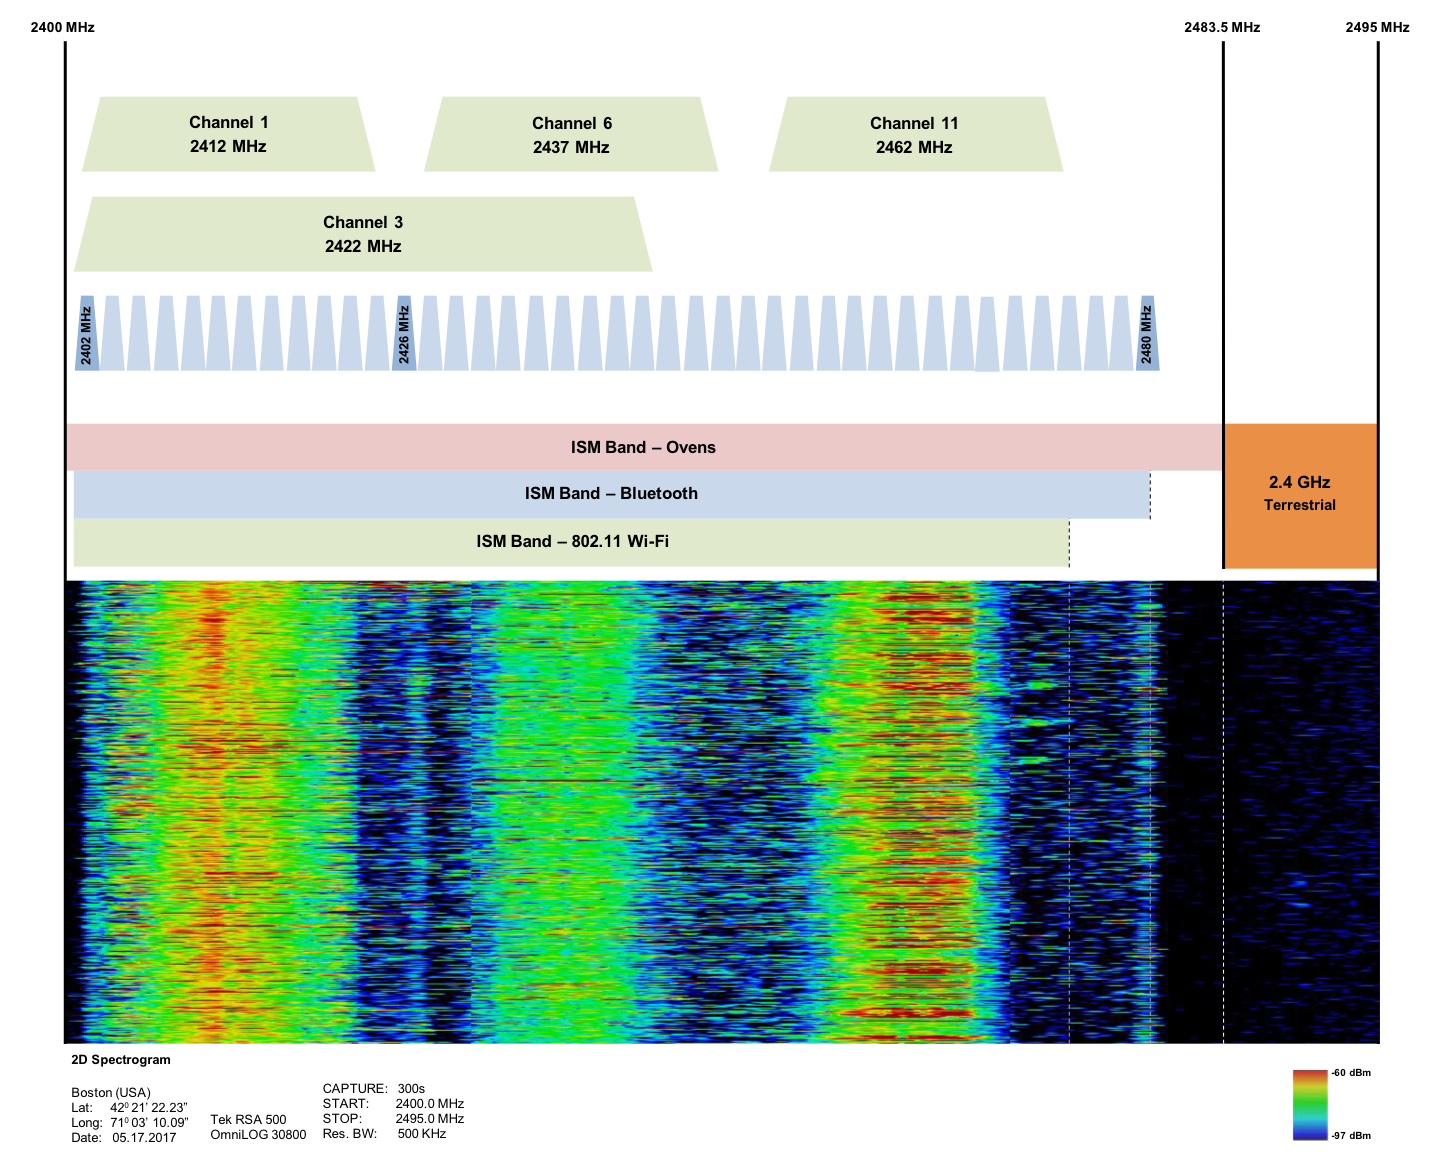 2400 MHz
2483.5 MHz
2495 MHz
Channel 1
2412 MHz
Channel 6
2437 MHz
Channel 11
2462 MHz
Channel 3
2422 MHz
2402 MHz
2426 MHz
2480 MHz
ISM Band – Ovens
ISM Band – Bluetooth
ISM Band – 802.11 Wi-Fi
2.4 GHz
Terrestrial
2D Spectrogram
Boston (USA)
Lat: 42⁰ 21' 22.23"
Long: 71⁰ 03' 10.09"
Date: 05.17.2017
Tek RSA 500
OmniLOG 30800
CAPTURE: 300s
START: 2400.0 MHz
STOP: 2495.0 MHz
Res. BW: 500 KHz
-60 dBm
-97 dBm